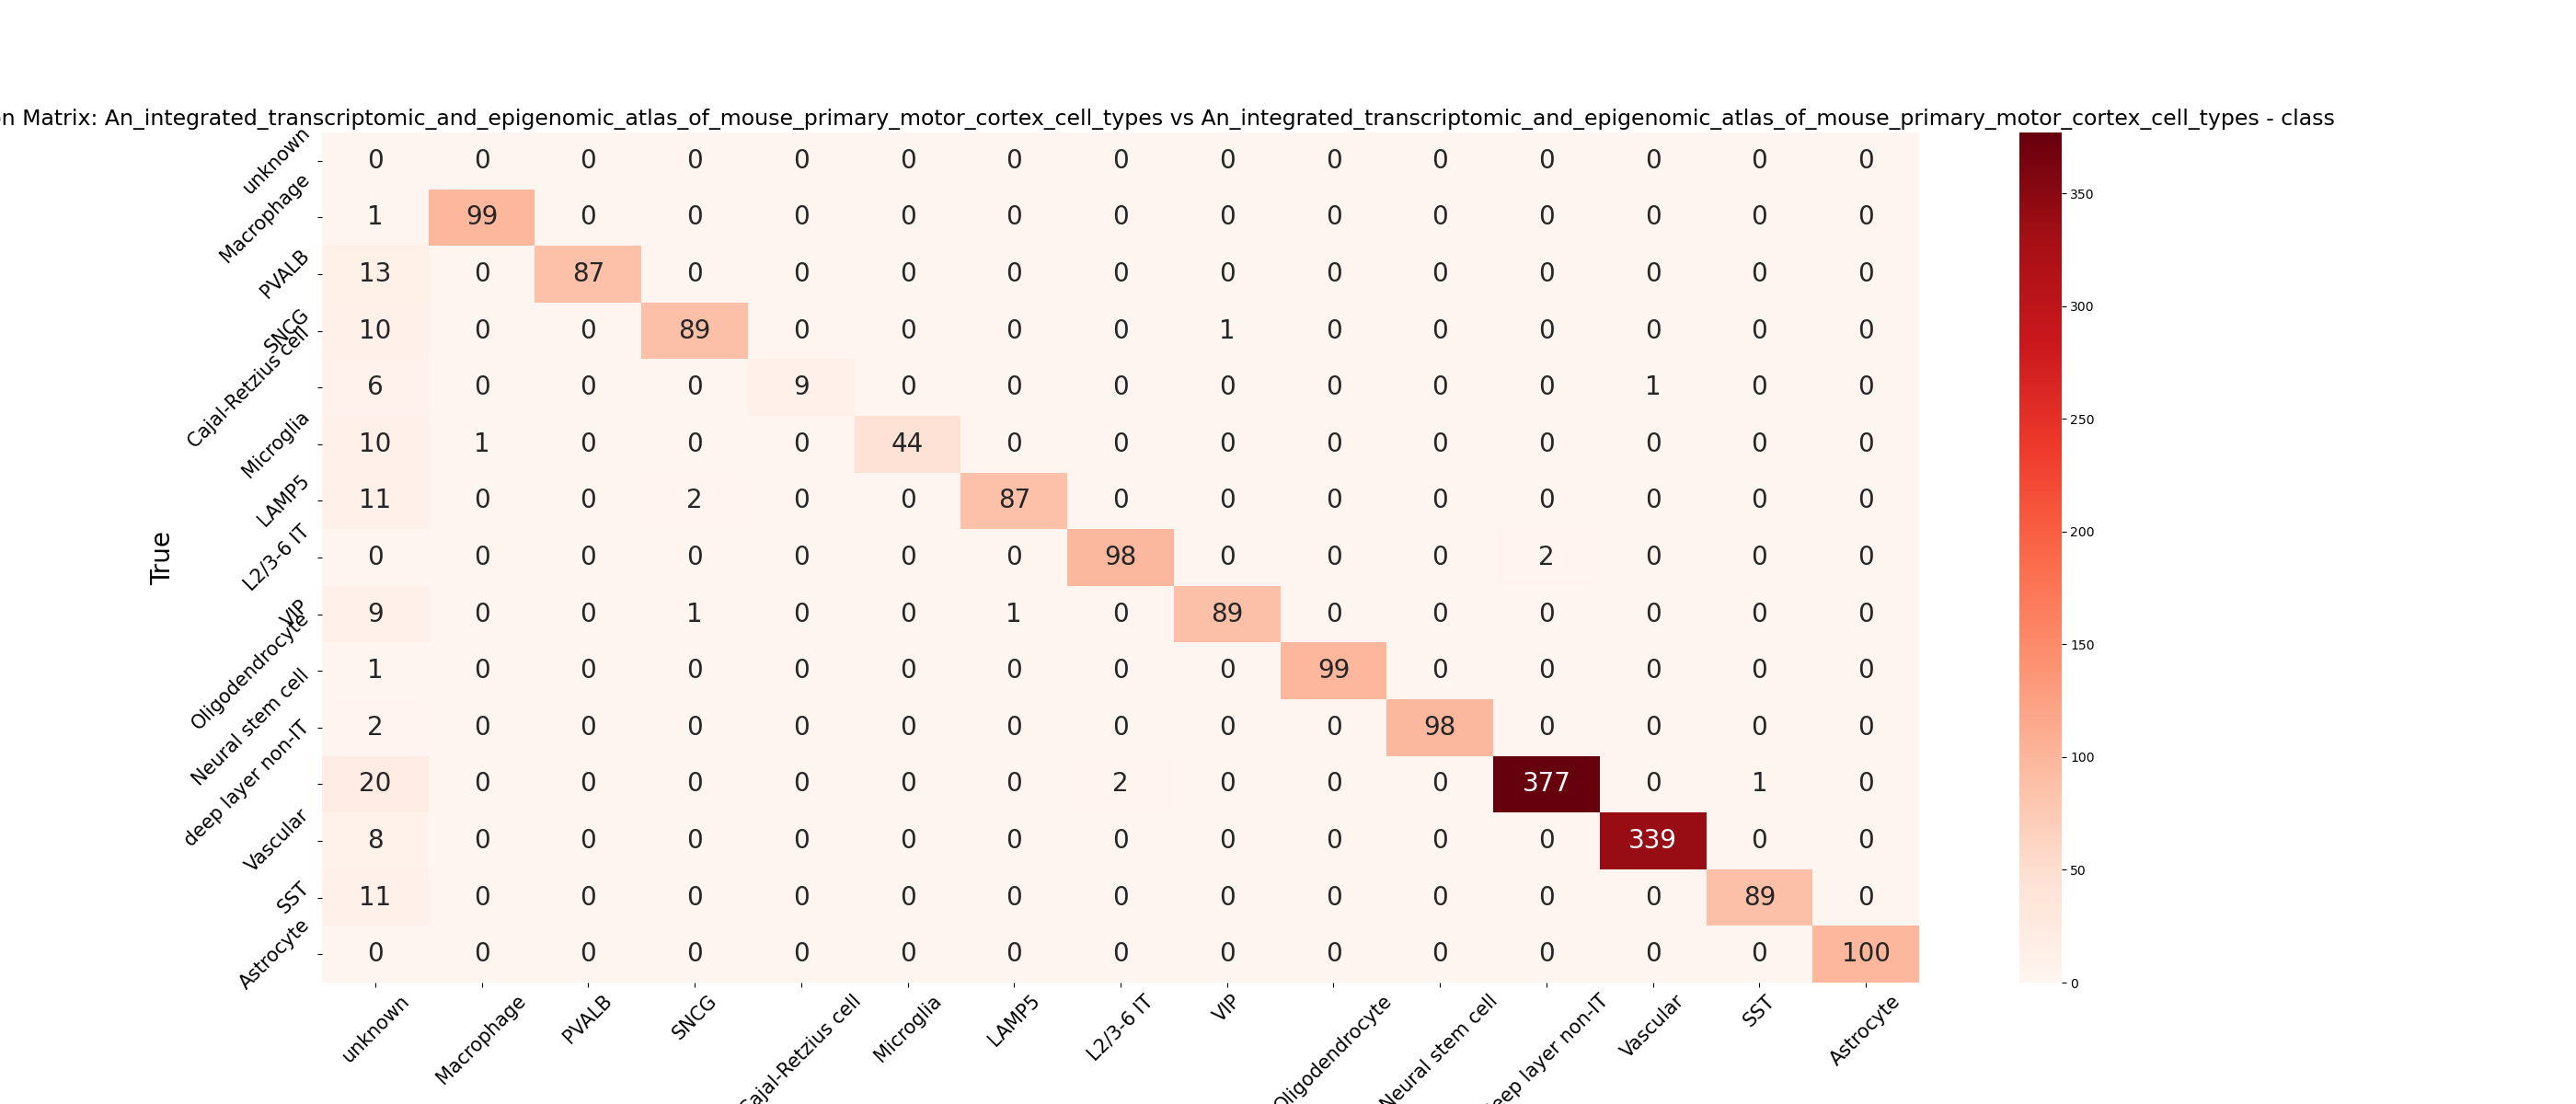 n Matrix: An_integrated_transcriptomic_and_epigenomic_atlas_of_mouse_primary_motor_cortex_cell_types vs An_integrated_transcriptomic_and_epigenomic_atlas_of_mouse_primary_motor_cortex_cell_types - class
True
unknown 0 0 0 0 0 0 0 0 0 0 0 0 0 0 0
Macrophage 1 99 0 0 0 0 0 0 0 0 0 0 0 0 0
PVALB 13 0 87 0 0 0 0 0 0 0 0 0 0 0 0
SNCG 10 0 0 89 0 0 0 0 1 0 0 0 0 0 0
Cajal-Retzius cell 6 0 0 0 9 0 0 0 0 0 0 0 1 0 0
Microglia 10 1 0 0 0 44 0 0 0 0 0 0 0 0 0
LAMP5 11 0 0 2 0 0 87 0 0 0 0 0 0 0 0
L2/3-6 IT 0 0 0 0 0 0 0 98 0 0 0 2 0 0 0
VIP 9 0 0 1 0 0 1 0 89 0 0 0 0 0 0
Oligodendrocyte 1 0 0 0 0 0 0 0 0 99 0 0 0 0 0
Neural stem cell 2 0 0 0 0 0 0 0 0 0 98 0 0 0 0
deep layer non-IT 20 0 0 0 0 0 0 2 0 0 0 377 0 1 0
Vascular 8 0 0 0 0 0 0 0 0 0 0 0 339 0 0
SST 11 0 0 0 0 0 0 0 0 0 0 0 0 89 0
Astrocyte 0 0 0 0 0 0 0 0 0 0 0 0 0 0 100
unknown Macrophage PVALB SNCG Cajal-Retzius cell Microglia LAMP5 L2/3-6 IT VIP Oligodendrocyte Neural stem cell eep layer non-IT Vascular SST Astrocyte
350
300
250
200
150
100
50
0